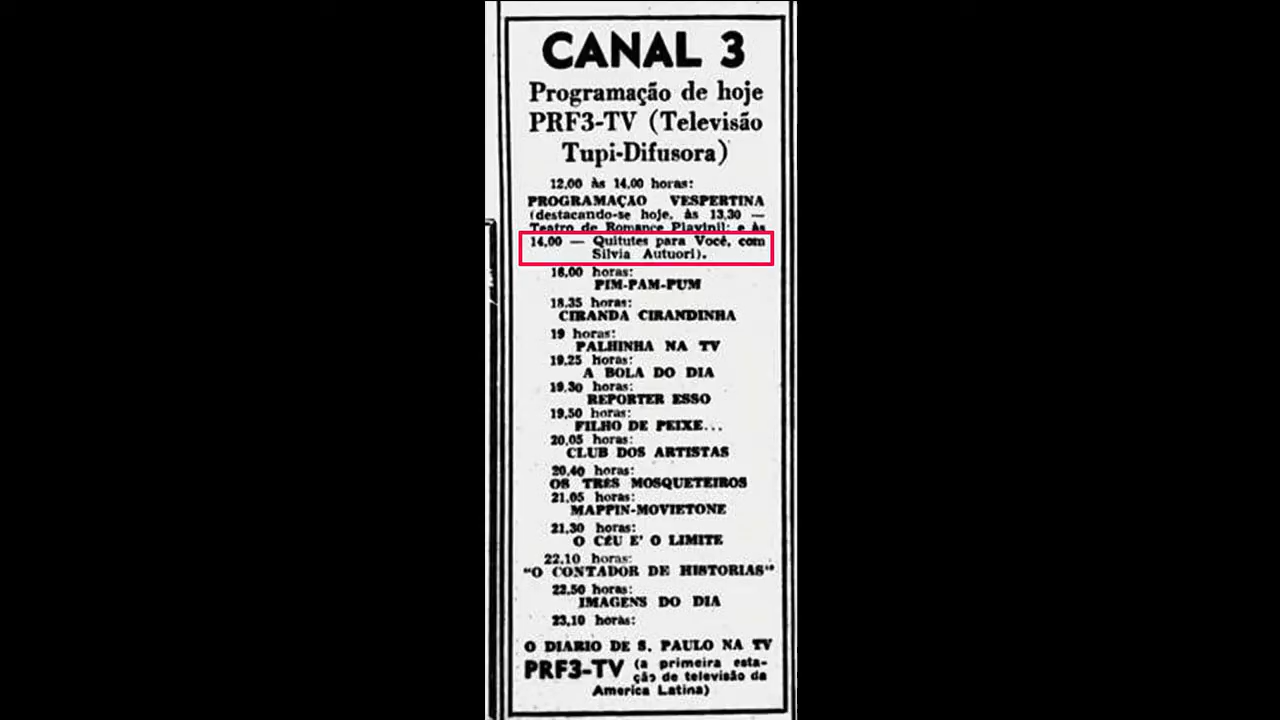 CANAL 3
Programação de hoje
PRF3-TV (Televisão
Tupi-Difusora)
12,00 às 14,00 horas:
PROGRAMAÇÃO VESPERTINA
(destacando-se hoje, às 13,30 —
Teatro de Romance Playinil; e às
14,00 — Quitutes para Você, com
Silvia Autuori).
18,00 horas:
PIM-PAM-PUM
18,35 horas:
CIRANDA CIRANDINHA
19 horas:
PALHINHA NA TV
19,25 horas:
A BOLA DO DIA
19,30 horas:
REPORTER ESSO
19,50 horas:
FILHO DE PEIXE...
20,05 horas:
CLUB DOS ARTISTAS
20,40 horas:
OS TRÊS MOSQUETEIROS
21,05 horas:
MAPPIN-MOVIETONE
21,30 horas:
O CÉU E' O LIMITE
22,10 horas:
"O CONTADOR DE HISTORIAS"
22,50 horas:
IMAGENS DO DIA
23,10 horas:
O DIARIO DE S. PAULO NA TV
PRF3-TV (a primeira esta-
ção de televisão da
America Latina)